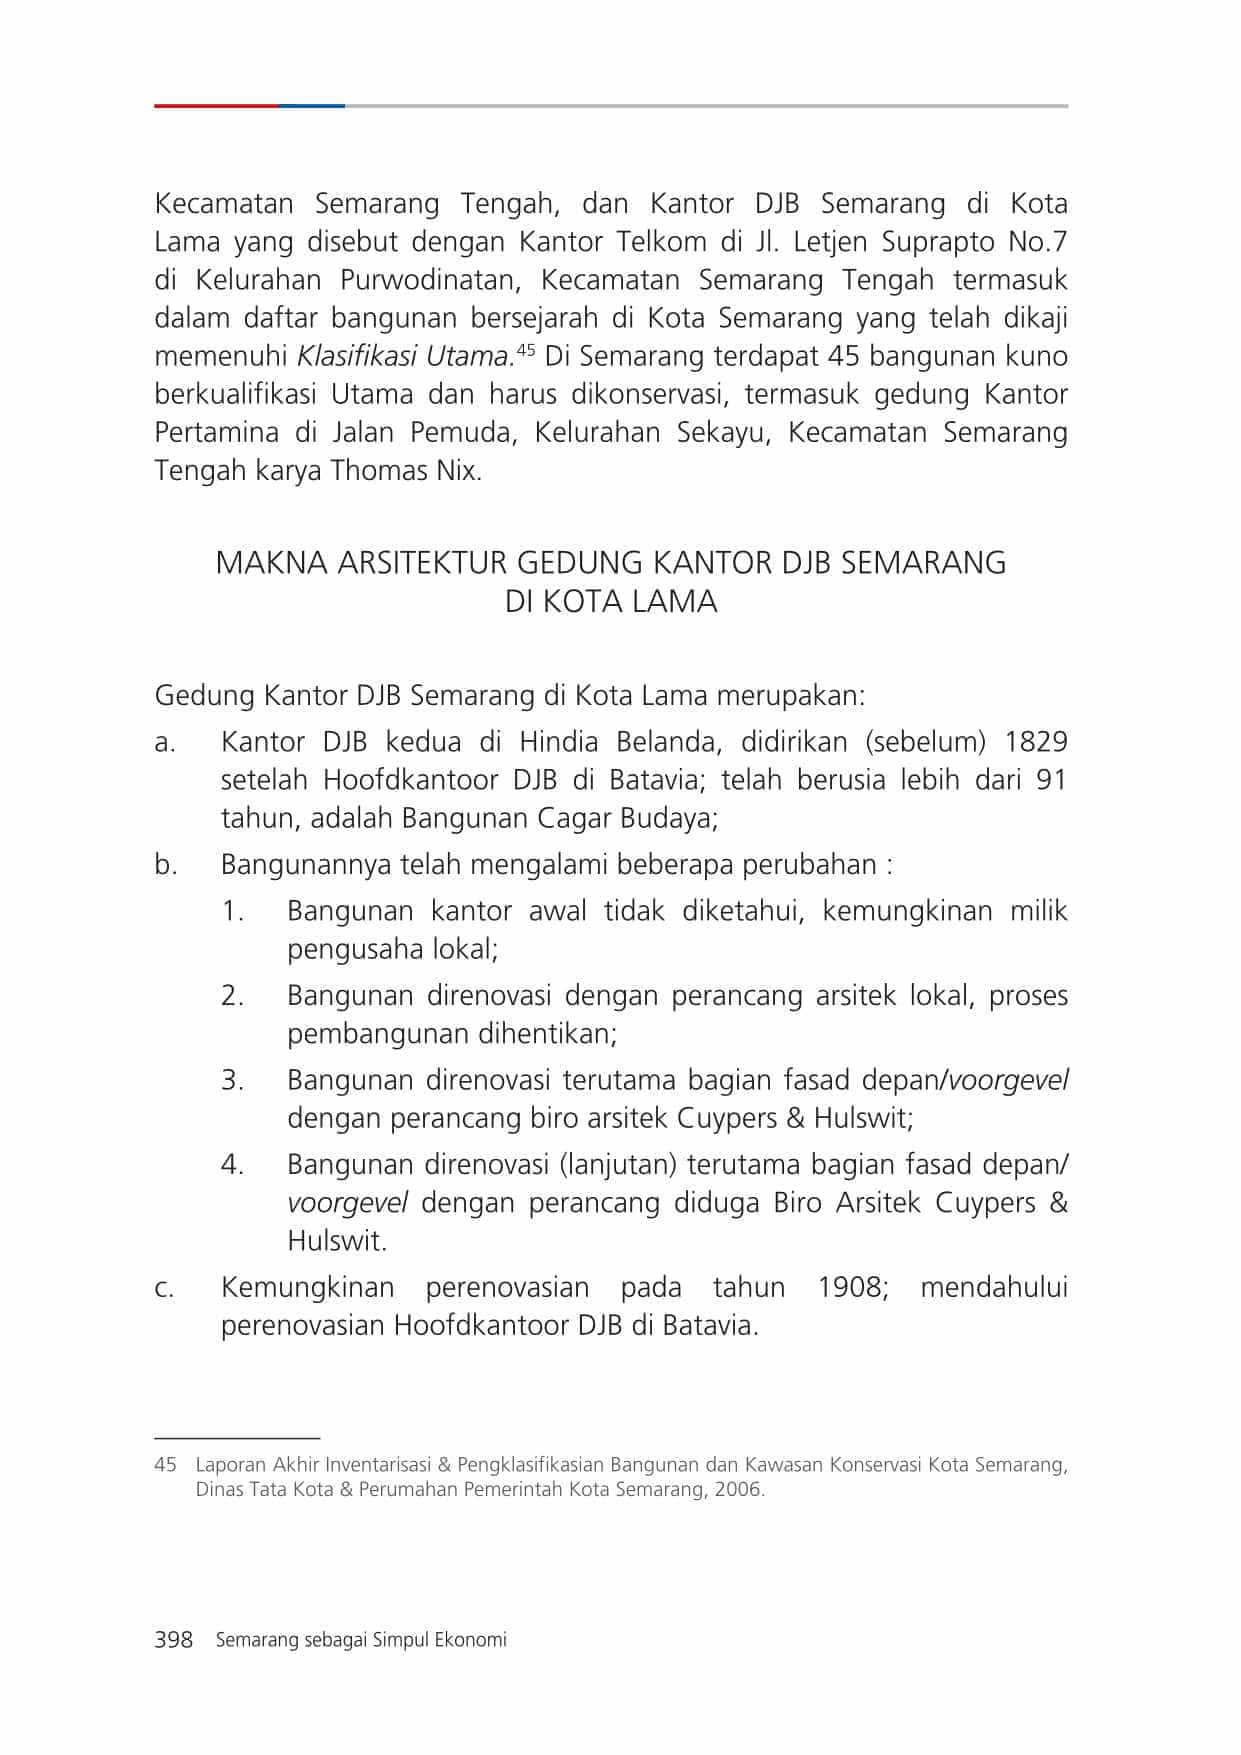 Kecamatan Semarang Tengah, dan Kantor DJB Semarang di Kota
Lama yang disebut dengan Kantor Telkom di Jl. Letjen Suprapto No.7
di Kelurahan Purwodinatan, Kecamatan Semarang Tengah termasuk
dalam daftar bangunan bersejarah di Kota Semarang yang telah dikaji
memenuhi Klasifikasi Utama.45 Di Semarang terdapat 45 bangunan kuno
berkualifikasi Utama dan harus dikonservasi, termasuk gedung Kantor
Pertamina di Jalan Pemuda, Kelurahan Sekayu, Kecamatan Semarang
Tengah karya Thomas Nix.
MAKNA ARSITEKTUR GEDUNG KANTOR DJB SEMARANG
DI KOTA LAMA
Gedung Kantor DJB Semarang di Kota Lama merupakan:
a. Kantor DJB kedua di Hindia Belanda, didirikan (sebelum) 1829
setelah Hoofdkantoor DJB di Batavia; telah berusia lebih dari 91
tahun, adalah Bangunan Cagar Budaya;
b. Bangunannya telah mengalami beberapa perubahan :
1. Bangunan kantor awal tidak diketahui, kemungkinan milik
pengusaha lokal;
2. Bangunan direnovasi dengan perancang arsitek lokal, proses
pembangunan dihentikan;
3. Bangunan direnovasi terutama bagian fasad depan/voorgevel
dengan perancang biro arsitek Cuypers & Hulswit;
4. Bangunan direnovasi (lanjutan) terutama bagian fasad depan/
voorgevel dengan perancang diduga Biro Arsitek Cuypers &
Hulswit.
c. Kemungkinan perenovasian pada tahun 1908; mendahului
perenovasian Hoofdkantoor DJB di Batavia.
45 Laporan Akhir Inventarisasi & Pengklasifikasian Bangunan dan Kawasan Konservasi Kota Semarang,
Dinas Tata Kota & Perumahan Pemerintah Kota Semarang, 2006.
398 Semarang sebagai Simpul Ekonomi